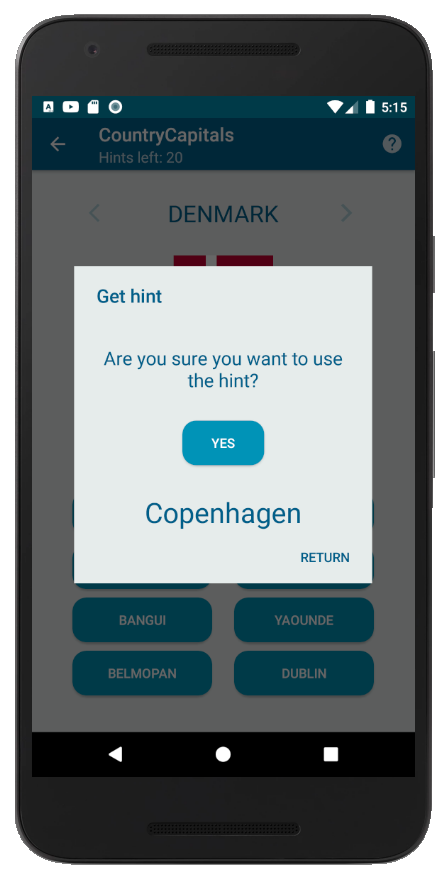 5:15
CountryCapitals
Hints left: 20
DENMARK
Get hint
Are you sure you want to use
the hint?
YES
Copenhagen
RETURN
BANGUI YAOUNDE
BELMOPAN DUBLIN